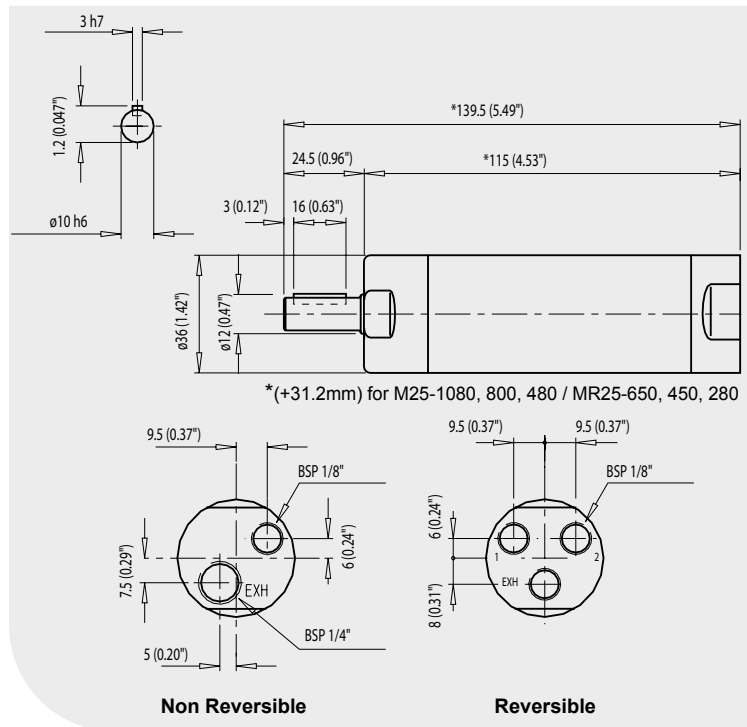 3 h7
1.2 (0.047")
ø10 h6
*139.5 (5.49")
24.5 (0.96")
*115 (4.53")
3 (0.12")
16 (0.63")
ø36 (1.42")
ø12 (0.47")
*(+31.2mm) for M25-1080, 800, 480 / MR25-650, 450, 280
9.5 (0.37")
BSP 1/8"
6 (0.24")
7.5 (0.29")
EXH
BSP 1/4"
5 (0.20")
Non Reversible
9.5 (0.37")
9.5 (0.37")
BSP 1/8"
6 (0.24")
1
2
EXH
8 (0.31")
Reversible